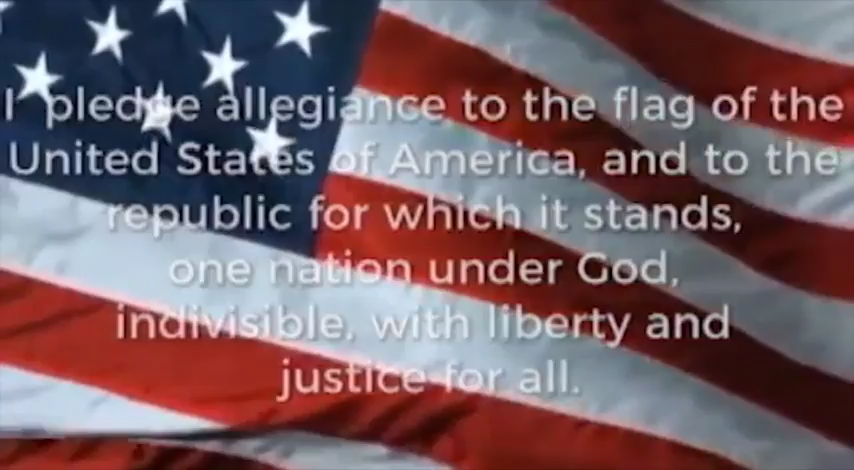 I pledge allegiance to the flag of the
United States of America, and to the
republic for which it stands,
one nation under God,
indivisible, with liberty and
justice for all.